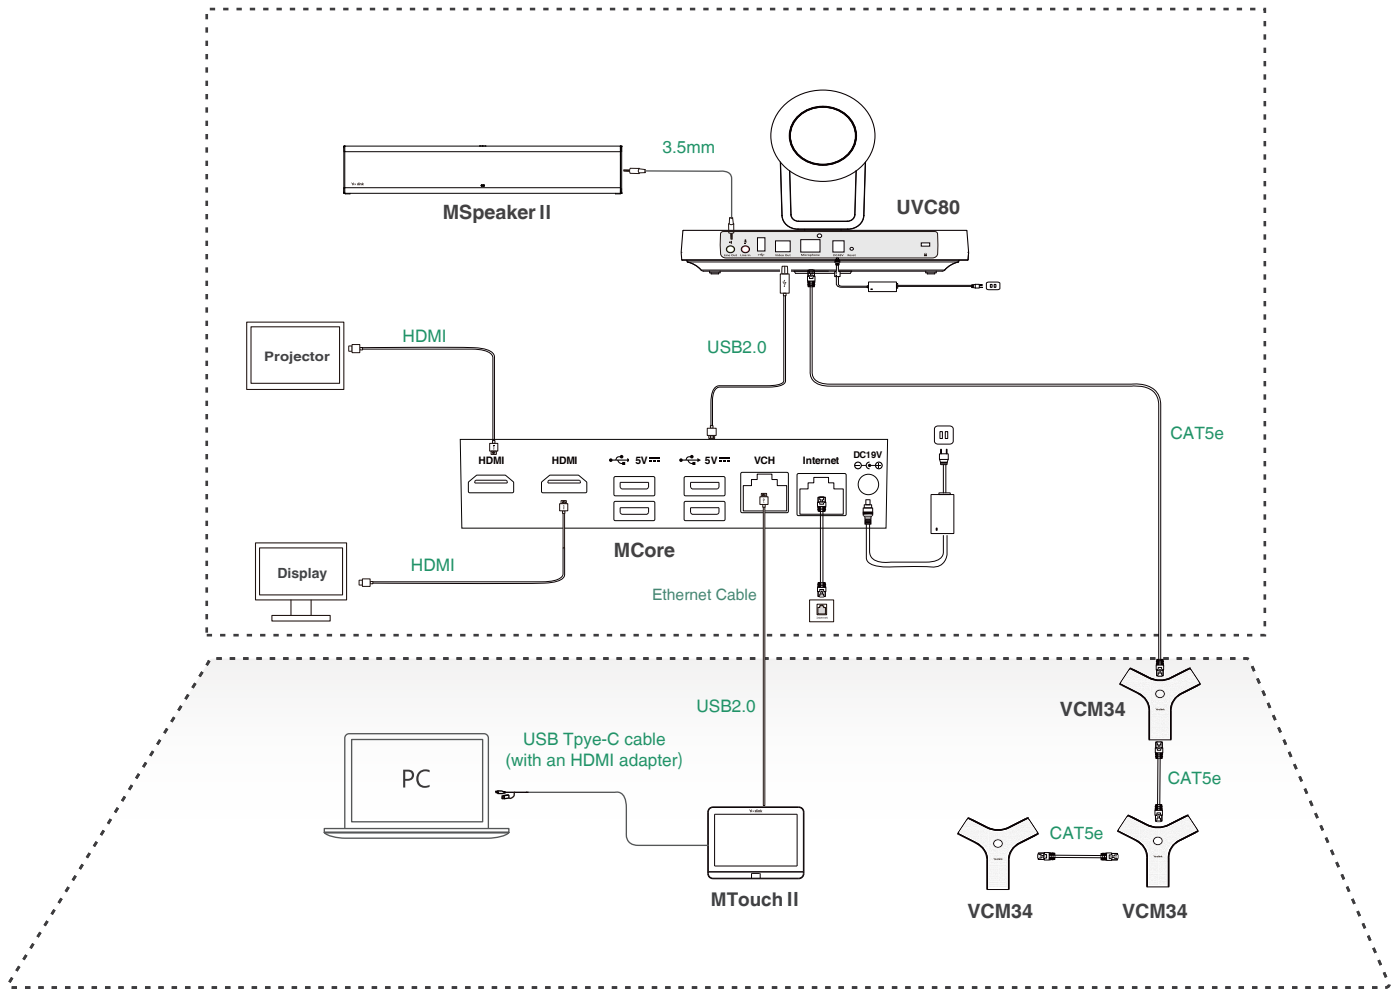 3.5mm
MSpeaker II
UVC80
HDMI
Projector
USB2.0
CAT5e
HDMI
HDMI
5V
5V
VCH
Internet
DC19V
MCore
HDMI
Display
Ethernet Cable
USB2.0
VCM34
USB Tpye-C cable
(with an HDMI adapter)
PC
CAT5e
CAT5e
MTouch II
VCM34
VCM34